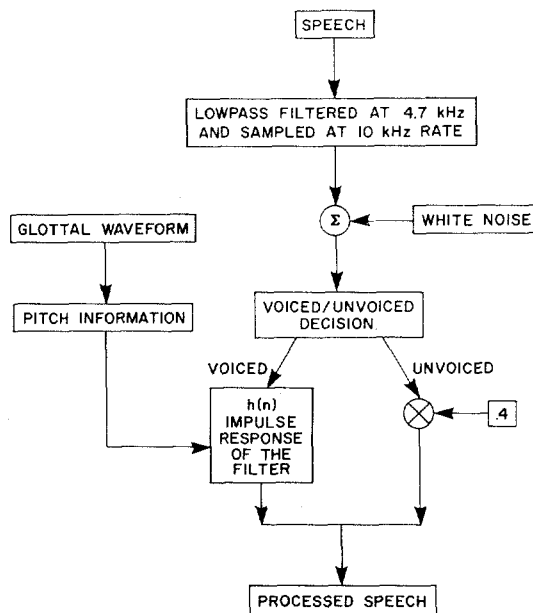 SPEECH
LOWPASS FILTERED AT 4.7 kHz
AND SAMPLED AT 10 kHz RATE
Σ
WHITE NOISE
GLOTTAL WAVEFORM
PITCH INFORMATION
VOICED/UNVOICED
DECISION
VOICED
UNVOICED
h(n)
IMPULSE
RESPONSE
OF THE
FILTER
.4
PROCESSED SPEECH